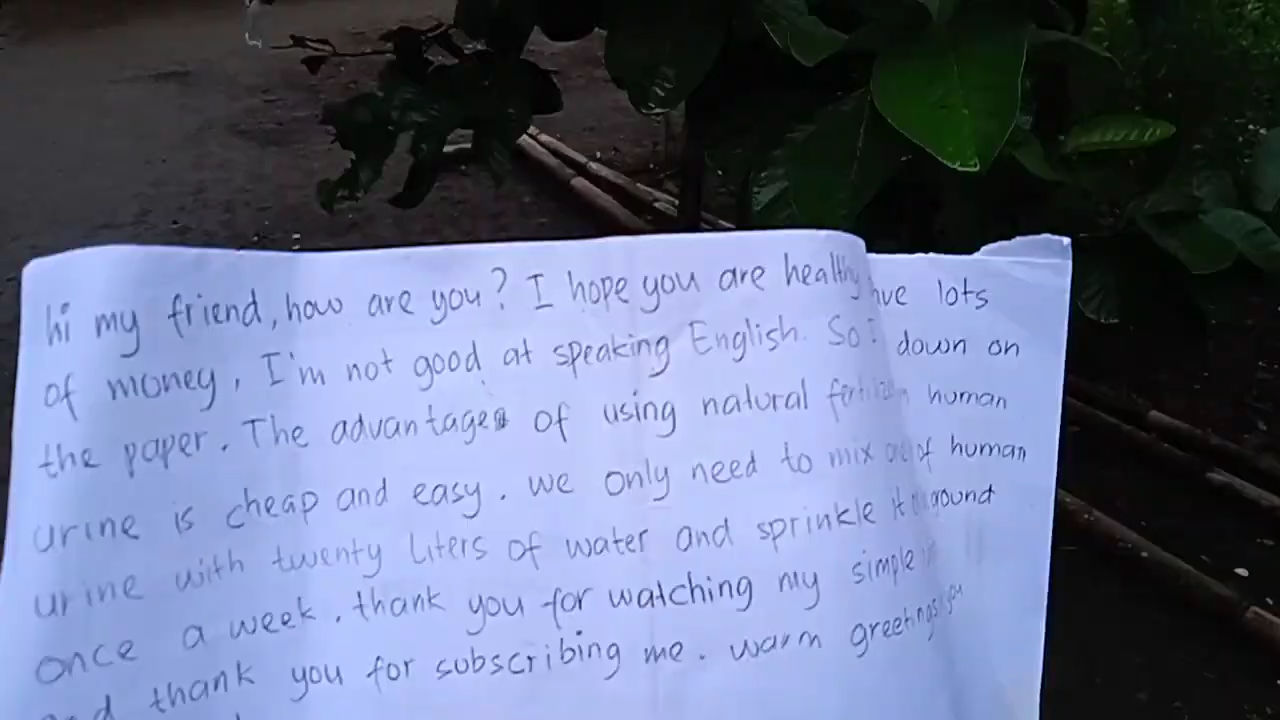 hi my friend, how are you? I hope you are healthy lots
of money, I'm not good at speaking English. So down on
the paper. The advantages of using natural human
urine is cheap and easy. we only need to mix of human
urine with twenty liters of water and sprinkle it
once a week. thank you for watching my simple
thank you for subscribing me. warm greetings